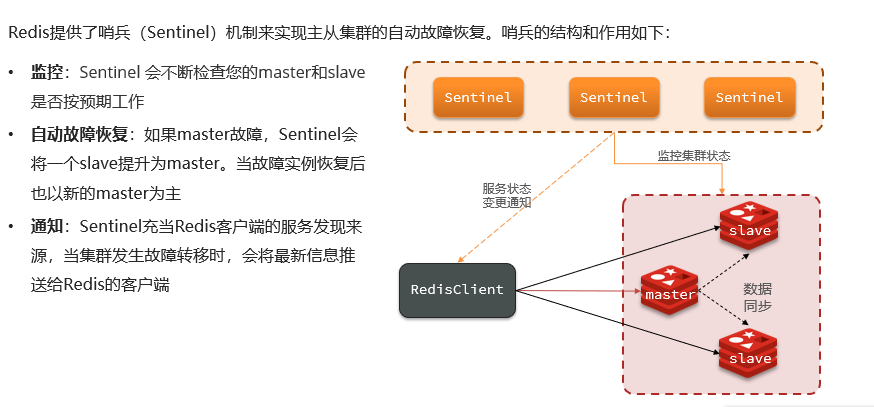 Redis提供了哨兵（Sentinel）机制来实现主从集群的自动故障恢复。哨兵的结构和作用如下：
• 监控：Sentinel 会不断检查您的master和slave
是否按预期工作
• 自动故障恢复：如果master故障，Sentinel会
将一个slave提升为master。当故障实例恢复后
也以新的master为主
• 通知：Sentinel充当Redis客户端的服务发现来
源，当集群发生故障转移时，会将最新信息推
送给Redis的客户端
Sentinel
Sentinel
Sentinel
监控集群状态
服务状态
变更通知
RedisClient
slave
master
数据
同步
slave